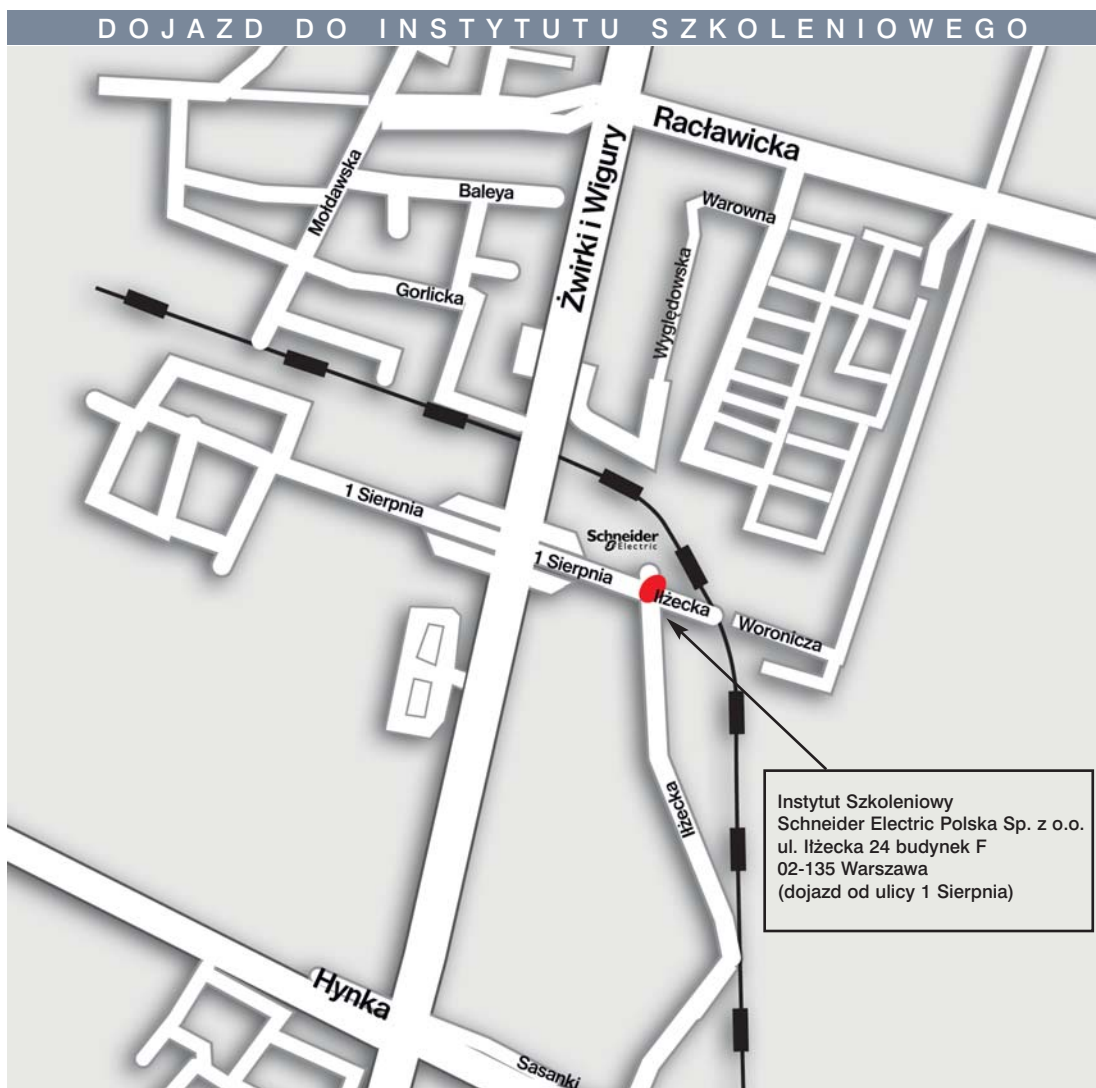 DOJAZD DO INSTYTUTU SZKOLENIOWEGO
Racławicka
Żwirki i Wigury
Mołdawska
Baleya
Warowna
Wyględowska
Gorlicka
1 Sierpnia
Schneider
Electric
1 Sierpnia
Iłżecka
Woronicza
Iłżecka
Instytut Szkoleniowy
Schneider Electric Polska Sp. z o.o.
ul. Iłżecka 24 budynek F
02-135 Warszawa
(dojazd od ulicy 1 Sierpnia)
Hynka
Sasanki